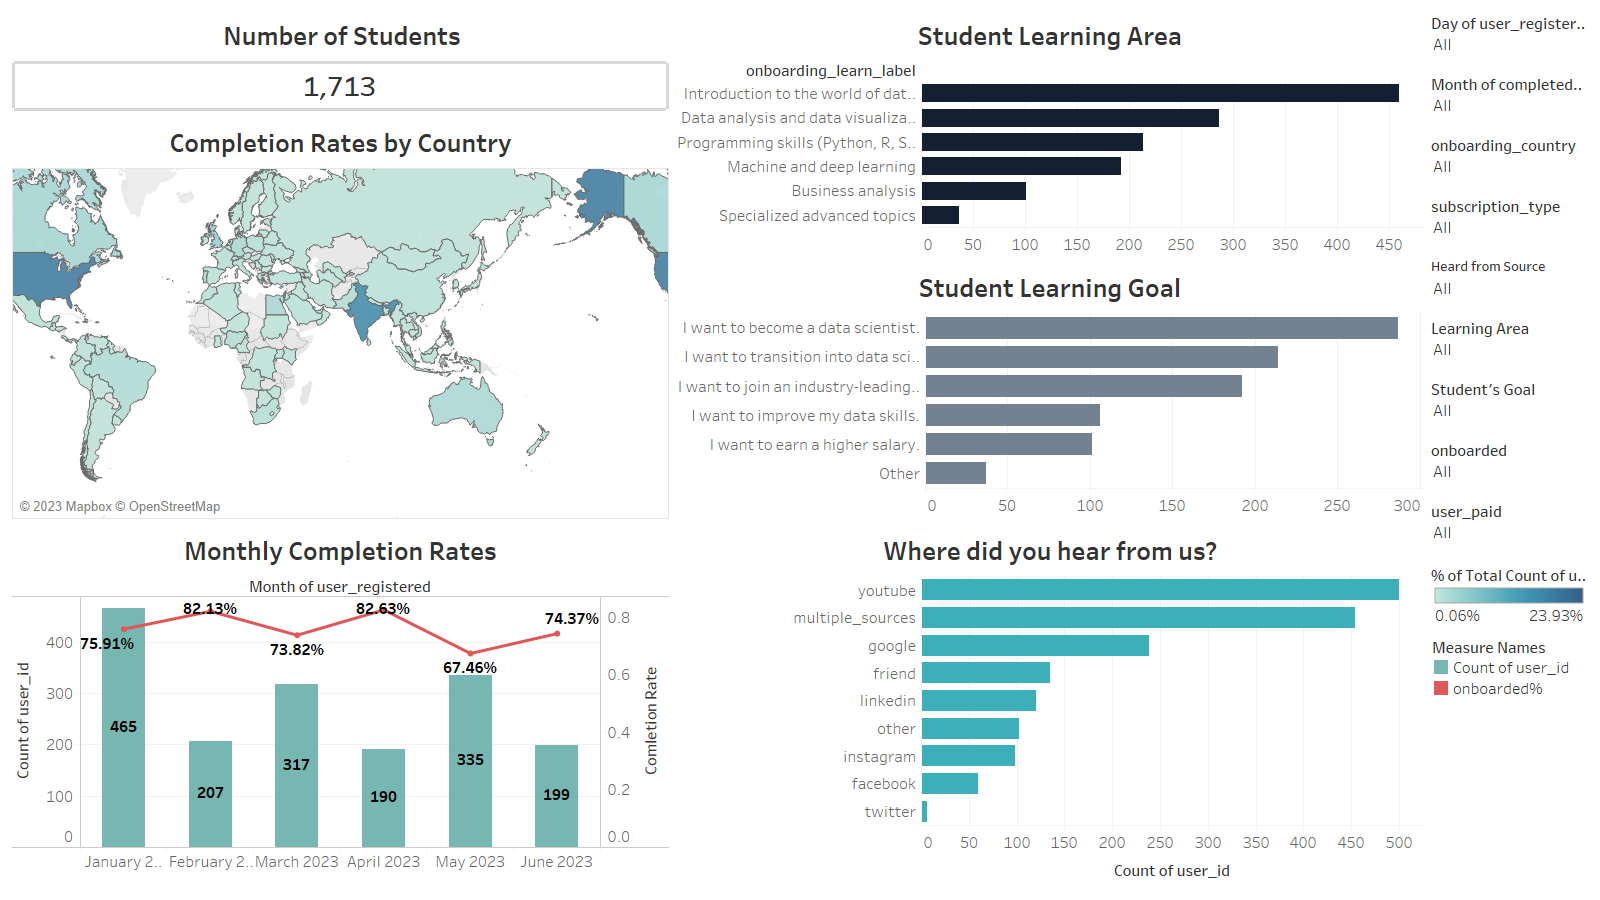 Number of Students
1,713
Completion Rates by Country
© 2023 Mapbox © OpenStreetMap
Monthly Completion Rates
Month of user_registered
Count of user_id
400
300
200
100
0
75.91%
82.13%
73.82%
82.63%
67.46%
74.37%
465
207
317
190
335
199
0.8
0.6
0.4
0.2
0.0
Comletion Rate
January 2..
February 2..
March 2023
April 2023
May 2023
June 2023
Student Learning Area
onboarding_learn_label
Introduction to the world of dat..
Data analysis and data visualiza..
Programming skills (Python, R, S..
Machine and deep learning
Business analysis
Specialized advanced topics
0 50 100 150 200 250 300 350 400 450
Student Learning Goal
I want to become a data scientist.
I want to transition into data sci..
I want to join an industry-leading..
I want to improve my data skills.
I want to earn a higher salary.
Other
0 50 100 150 200 250 300
Where did you hear from us?
youtube
multiple_sources
google
friend
linkedin
other
instagram
facebook
twitter
0 50 100 150 200 250 300 350 400 450 500
Count of user_id
Day of user_register..
All
Month of completed..
All
onboarding_country
All
subscription_type
All
Heard from Source
All
Learning Area
All
Student's Goal
All
onboarded
All
user_paid
All
% of Total Count of u..
0.06% 23.93%
Measure Names
Count of user_id
onboarded%